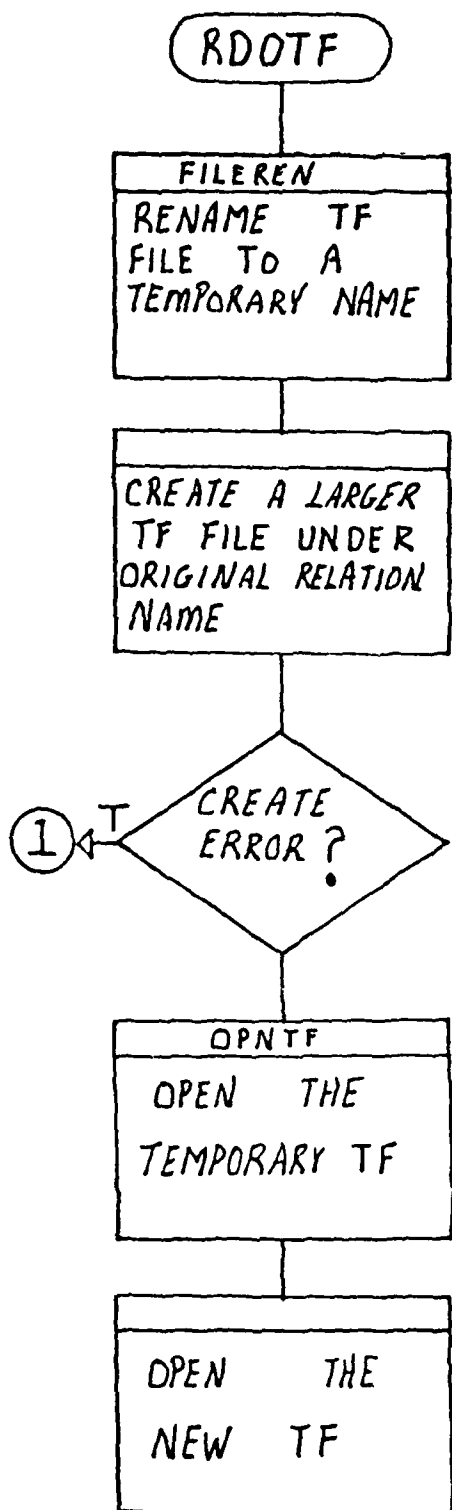 RDOTF
FILEREN
RENAME TF
FILE TO A
TEMPORARY NAME
CREATE A LARGER
TF FILE UNDER
ORIGINAL RELATION
NAME
CREATE
ERROR?
T
1
OPNTF
OPEN THE
TEMPORARY TF
OPEN THE
NEW TF